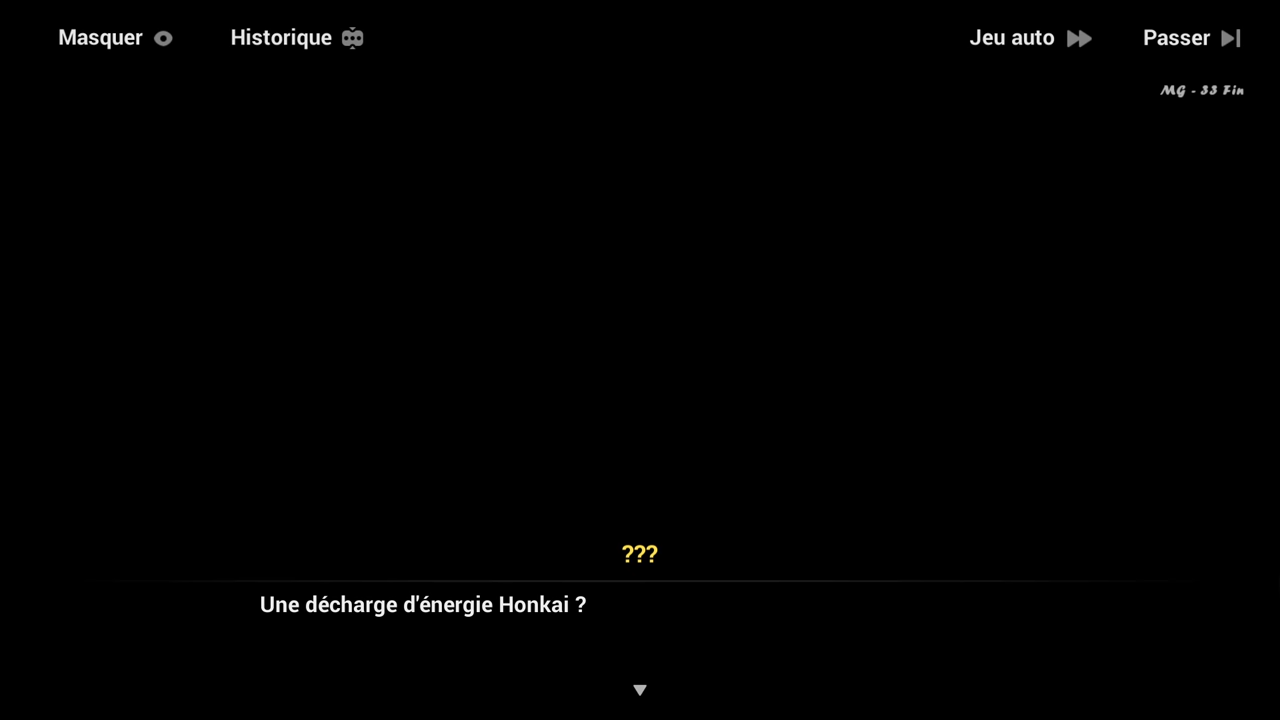 Masquer
Historique
Jeu auto
Passer
MG - 33 Fin
???
Une décharge d'énergie Honkai ?